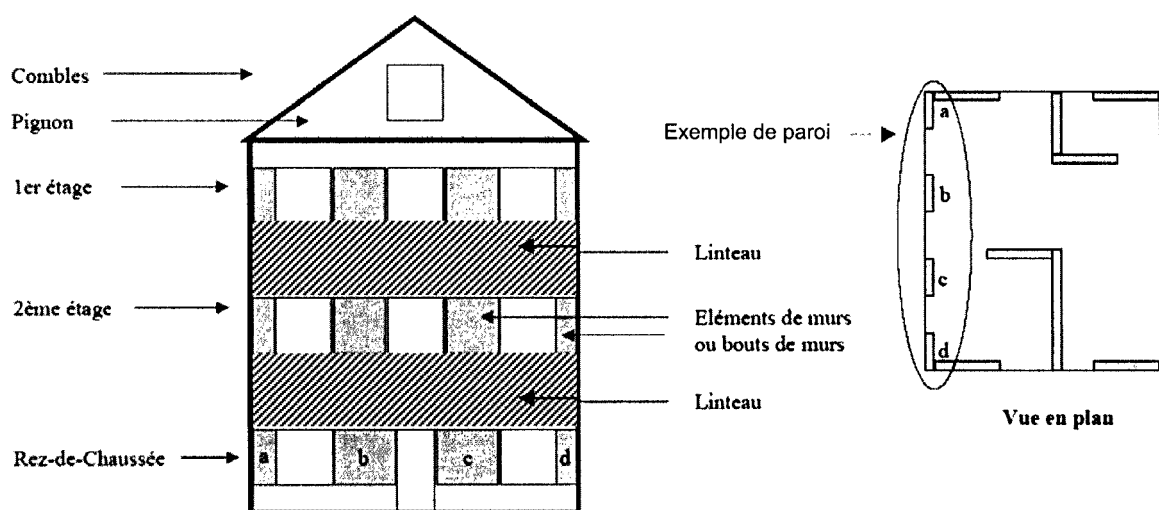 Combles
Pignon
1er étage
2ème étage
Rez-de-Chaussée
a
b
c
d
Linteau
Eléments de murs
ou bouts de murs
Linteau
Exemple de paroi
a
b
c
d
Vue en plan